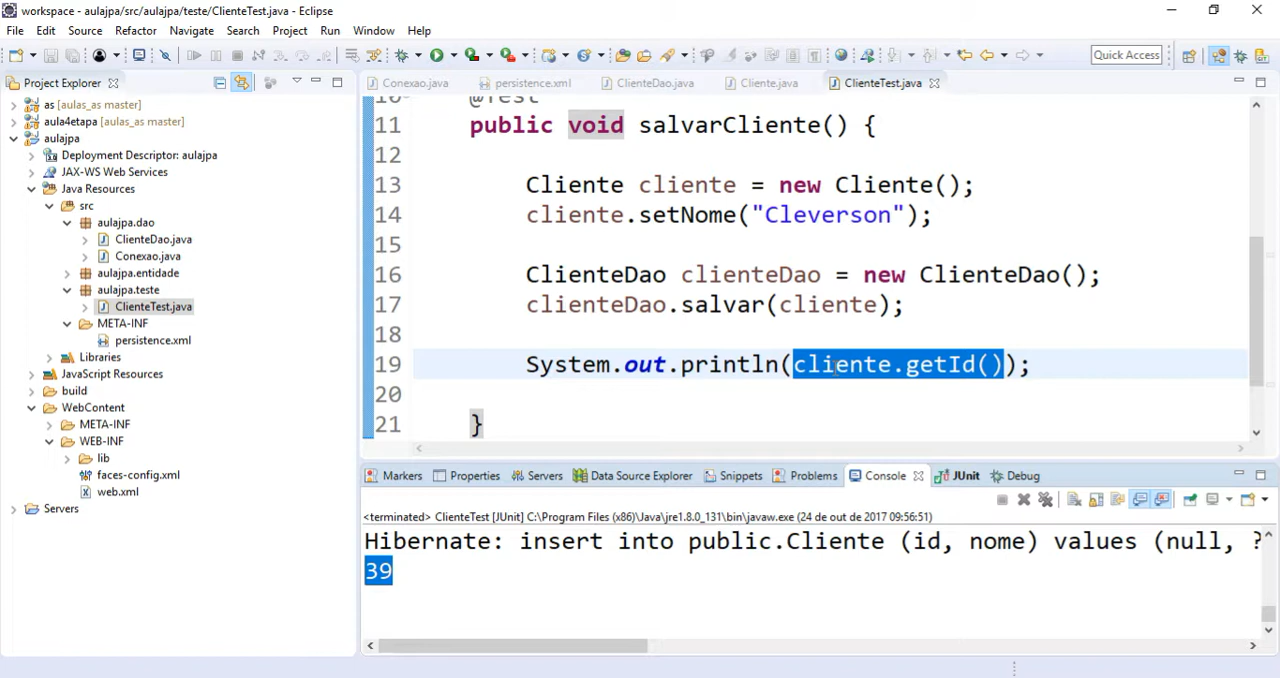 workspace - aulajpa/src/aulajpa/teste/ClienteTest.java - Eclipse
File Edit Source Refactor Navigate Search Project Run Window Help
Quick Access
Project Explorer
Conexao.java persistence.xml ClienteDao.java Cliente.java ClienteTest.java
as [aulas_as master]
aula4etapa [aulas_as master]
aulajpa
Deployment Descriptor: aulajpa
JAX-WS Web Services
Java Resources
src
aulajpa.dao
ClienteDao.java
Conexao.java
aulajpa.entidade
aulajpa.teste
ClienteTest.java
META-INF
persistence.xml
Libraries
JavaScript Resources
build
WebContent
META-INF
WEB-INF
lib
faces-config.xml
web.xml
Servers
10 @Test
11 public void salvarCliente() {
12
13 Cliente cliente = new Cliente();
14 cliente.setNome("Cleverson");
15
16 ClienteDao clienteDao = new ClienteDao();
17 clienteDao.salvar(cliente);
18
19 System.out.println(cliente.getId());
20
21 }
Markers Properties Servers Data Source Explorer Snippets Problems Console JUnit Debug
<terminated> ClienteTest [JUnit] C:\Program Files (x86)\Java\jre1.8.0_131\bin\javaw.exe (24 de out de 2017 09:56:51)
Hibernate: insert into public.Cliente (id, nome) values (null, ?
39